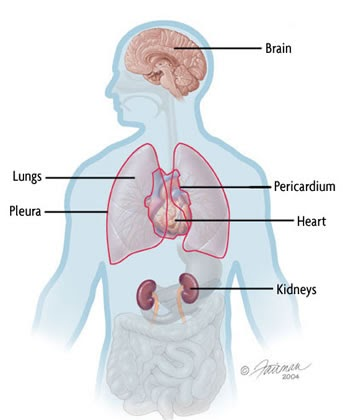 Brain
Lungs
Pericardium
Pleura
Heart
Kidneys
©
2004